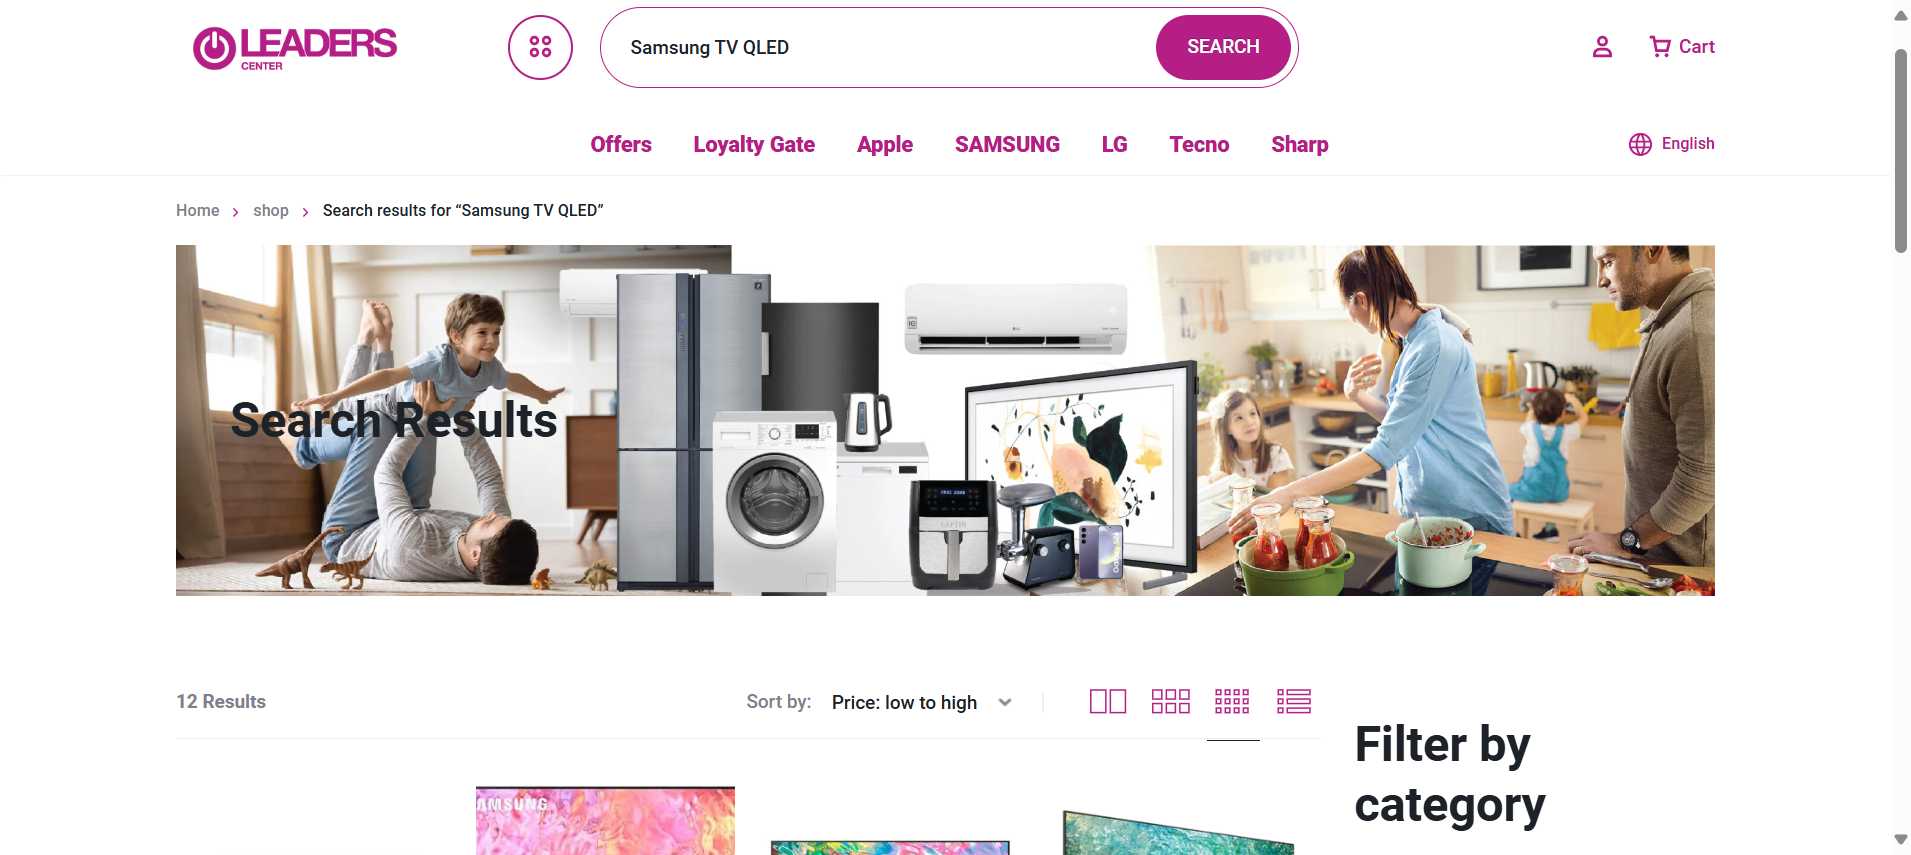 LEADERS
CENTER
Samsung TV QLED
SEARCH
Cart
Offers
Loyalty Gate
Apple
SAMSUNG
LG
Tecno
Sharp
English
Home
shop
Search results for “Samsung TV QLED”
Search Results
12 Results
Sort by:
Price: low to high
Filter by
category
AMSUNG